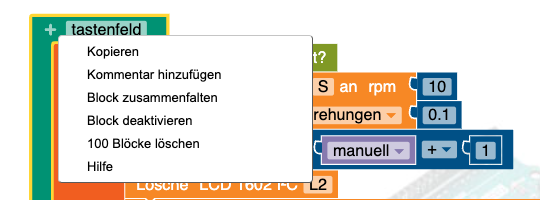 + tastenfeld
Kopieren
t?
Kommentar hinzufügen
S an rpm 10
Block zusammenfalten
Block deaktivieren
rehungen 0.1
100 Blöcke löschen
manuell + 1
Hilfe
Lösche LCD 1602 I²C L2